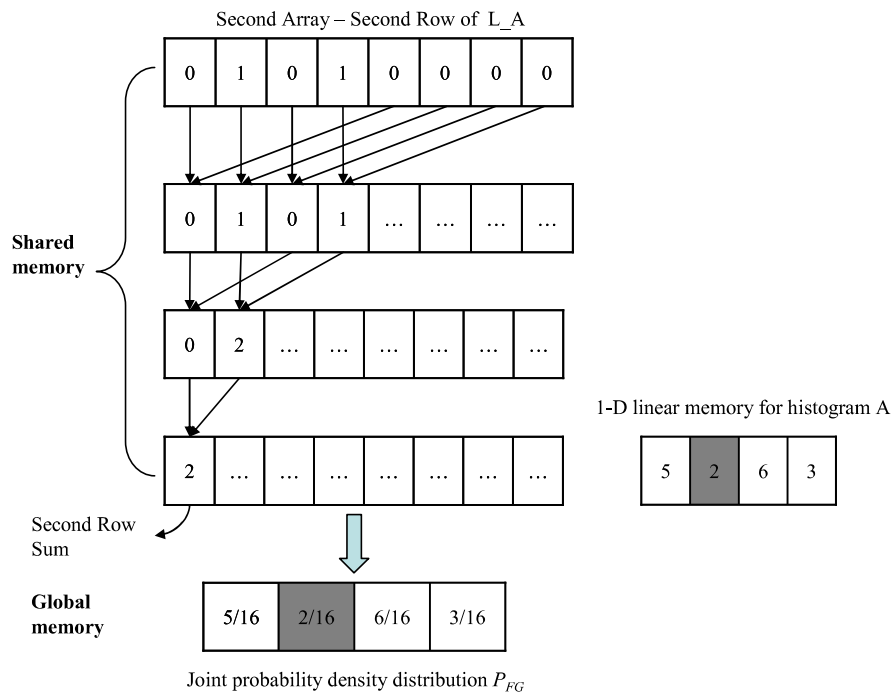 Second Array – Second Row of L_A
0 1 0 1 0 0 0 0
0 1 0 1 ... ... ... ...
Shared
memory
0 2 ... ... ... ... ... ...
1-D linear memory for histogram A
2 ... ... ... ... ... ... ...
5 2 6 3
Second Row
Sum
Global
memory
5/16 2/16 6/16 3/16
Joint probability density distribution P_FG